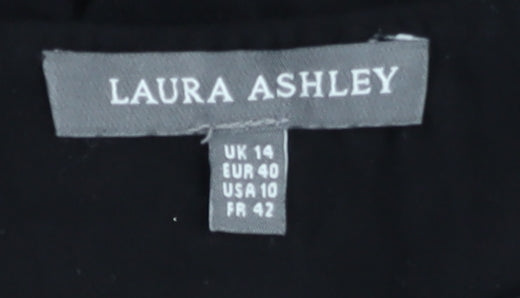 LAURA ASHLEY
UK 14
EUR 40
USA 10
FR 42